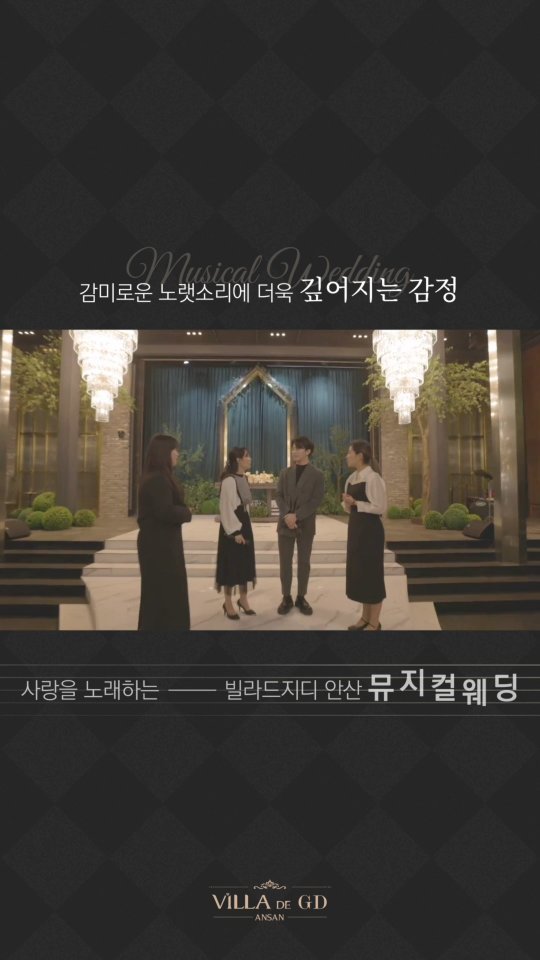 Musical Wedding
감미로운 노랫소리에 더욱 깊어지는 감정
사랑을 노래하는 —— 빌라드지디 안산 뮤지컬웨딩
VILLA DE GD
ANSAN